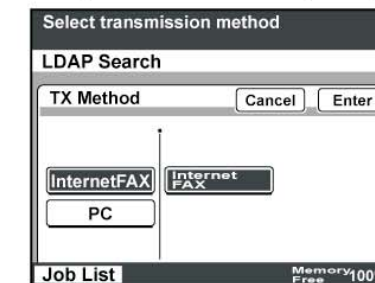 Select transmission method
LDAP Search
TX Method
Cancel
Enter
InternetFAX
Internet
FAX
PC
Job List
Memory
Free
100%